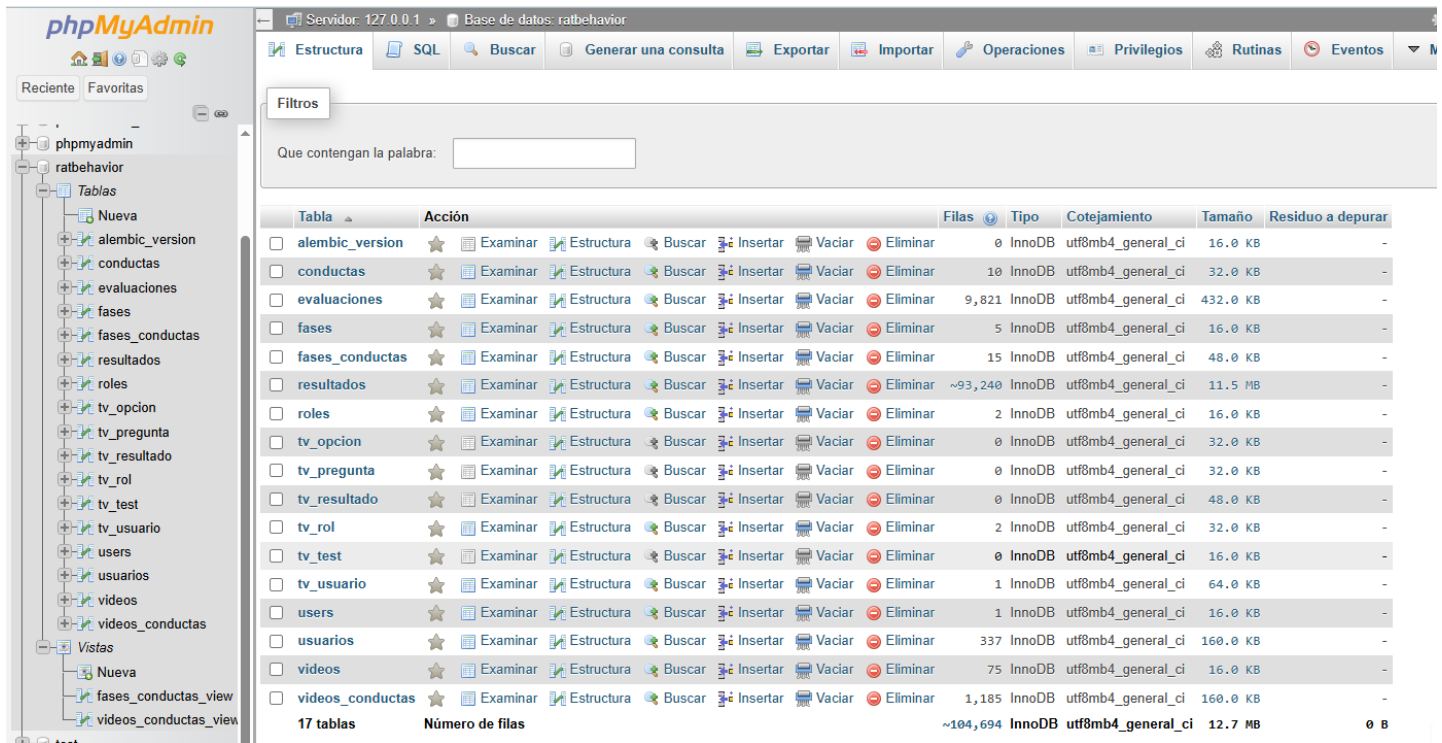 phpMyAdmin
Reciente Favoritas
phpmyadmin
ratbehavior
Tablas
Nueva
alembic_version
conductas
evaluaciones
fases
fases_conductas
resultados
roles
tv_opcion
tv_pregunta
tv_resultado
tv_rol
tv_test
tv_usuario
users
usuarios
videos
videos_conductas
Vistas
Nueva
fases_conductas_view
videos_conductas_view
Servidor: 127.0.0.1 » Base de datos: ratbehavior
Estructura SQL Buscar Generar una consulta Exportar Importar Operaciones Privilegios Rutinas Eventos
Filtros
Que contengan la palabra:
Tabla Acción Filas Tipo Cotejamiento Tamaño Residuo a depurar
alembic_version Examinar Estructura Buscar Insertar Vaciar Eliminar 0 InnoDB utf8mb4_general_ci 16.0 KB -
conductas Examinar Estructura Buscar Insertar Vaciar Eliminar 10 InnoDB utf8mb4_general_ci 32.0 KB -
evaluaciones Examinar Estructura Buscar Insertar Vaciar Eliminar 9,821 InnoDB utf8mb4_general_ci 432.0 KB -
fases Examinar Estructura Buscar Insertar Vaciar Eliminar 5 InnoDB utf8mb4_general_ci 16.0 KB -
fases_conductas Examinar Estructura Buscar Insertar Vaciar Eliminar 15 InnoDB utf8mb4_general_ci 48.0 KB -
resultados Examinar Estructura Buscar Insertar Vaciar Eliminar ~93,240 InnoDB utf8mb4_general_ci 11.5 MB -
roles Examinar Estructura Buscar Insertar Vaciar Eliminar 2 InnoDB utf8mb4_general_ci 16.0 KB -
tv_opcion Examinar Estructura Buscar Insertar Vaciar Eliminar 0 InnoDB utf8mb4_general_ci 32.0 KB -
tv_pregunta Examinar Estructura Buscar Insertar Vaciar Eliminar 0 InnoDB utf8mb4_general_ci 32.0 KB -
tv_resultado Examinar Estructura Buscar Insertar Vaciar Eliminar 0 InnoDB utf8mb4_general_ci 48.0 KB -
tv_rol Examinar Estructura Buscar Insertar Vaciar Eliminar 2 InnoDB utf8mb4_general_ci 32.0 KB -
tv_test Examinar Estructura Buscar Insertar Vaciar Eliminar 0 InnoDB utf8mb4_general_ci 16.0 KB -
tv_usuario Examinar Estructura Buscar Insertar Vaciar Eliminar 1 InnoDB utf8mb4_general_ci 64.0 KB -
users Examinar Estructura Buscar Insertar Vaciar Eliminar 1 InnoDB utf8mb4_general_ci 16.0 KB -
usuarios Examinar Estructura Buscar Insertar Vaciar Eliminar 337 InnoDB utf8mb4_general_ci 160.0 KB -
videos Examinar Estructura Buscar Insertar Vaciar Eliminar 75 InnoDB utf8mb4_general_ci 16.0 KB -
videos_conductas Examinar Estructura Buscar Insertar Vaciar Eliminar 1,185 InnoDB utf8mb4_general_ci 160.0 KB -
17 tablas Número de filas ~104,694 InnoDB utf8mb4_general_ci 12.7 MB 0 B